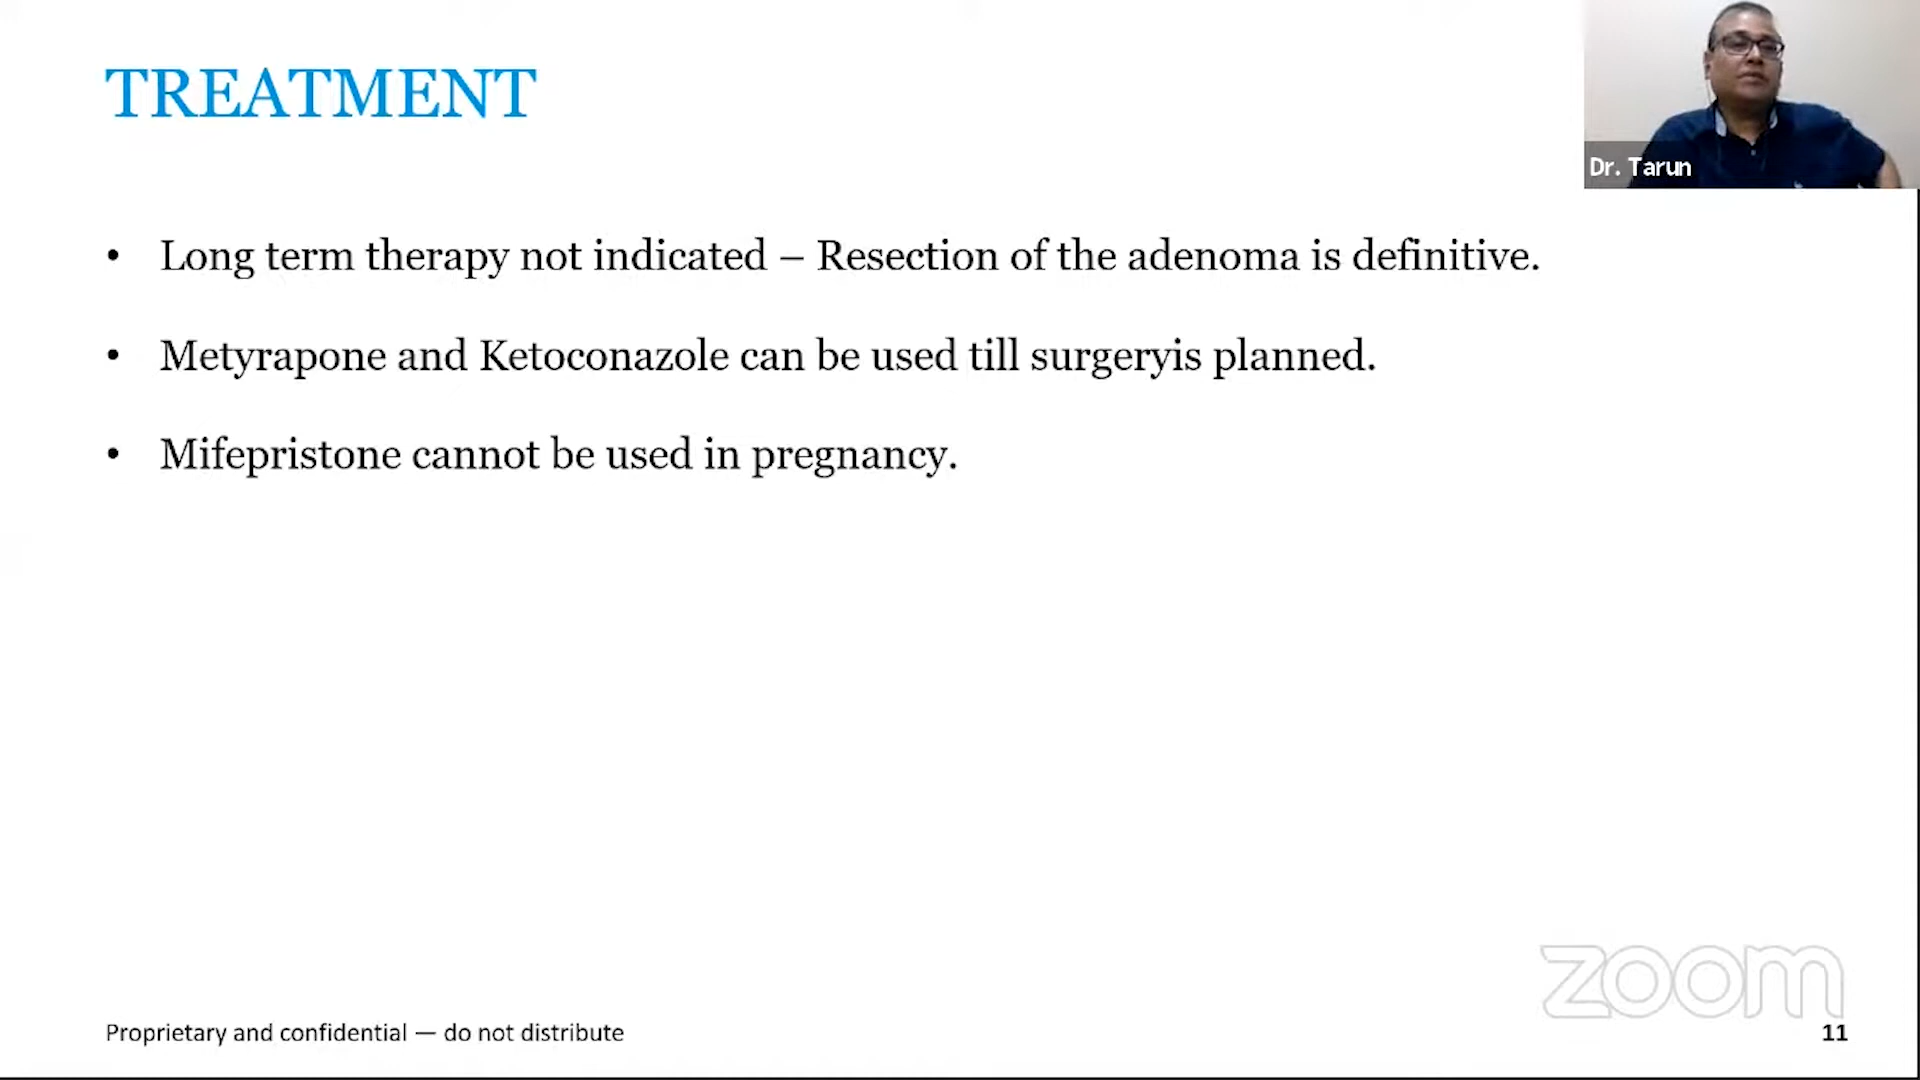 TREATMENT
Dr. Tarun
• Long term therapy not indicated – Resection of the adenoma is definitive.
• Metyrapone and Ketoconazole can be used till surgeryis planned.
• Mifepristone cannot be used in pregnancy.
zoom
Proprietary and confidential — do not distribute
11